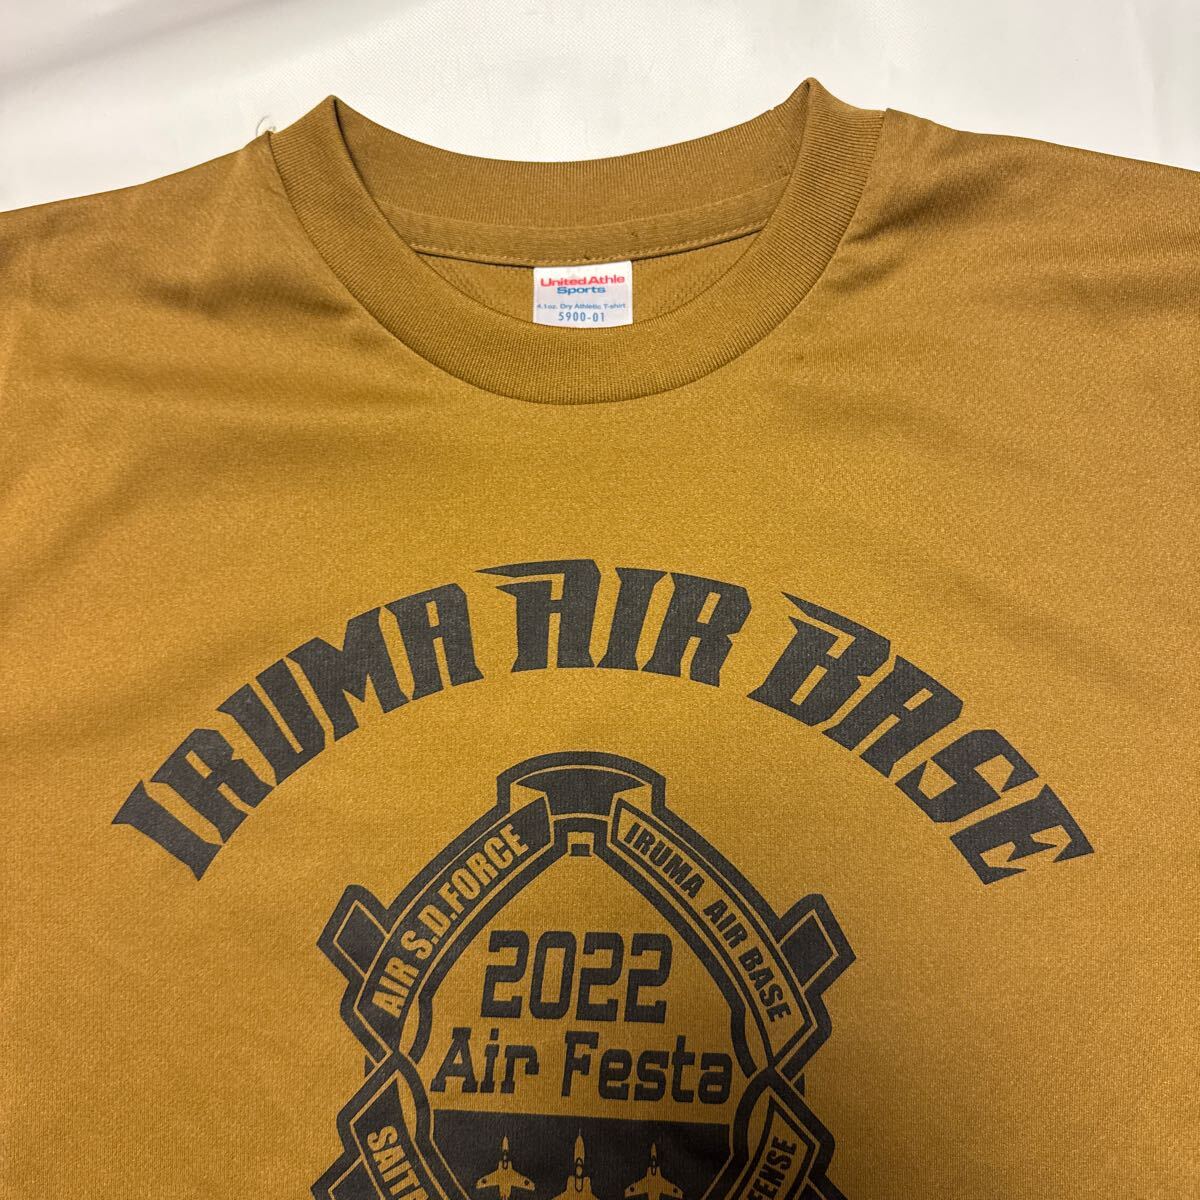 United Athle
Sports
4.1oz. Dry Athletic T-shirt
5900-01
IRUMA AIR BASE
AIR S.D.FORCE
IRUMA AIR BASE
2022
Air Festa